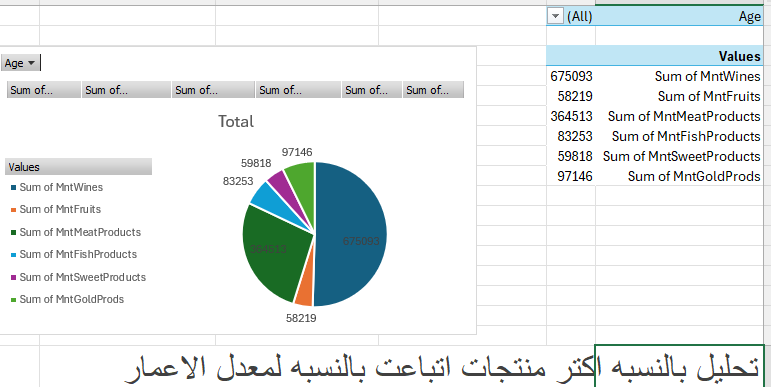 (All) Age
Values
675093 Sum of MntWines
58219 Sum of MntFruits
364513 Sum of MntMeatProducts
83253 Sum of MntFishProducts
59818 Sum of MntSweetProducts
97146 Sum of MntGoldProds
Age
Sum of... Sum of... Sum of... Sum of... Sum of... Sum of...
Total
Values
Sum of MntWines
Sum of MntFruits
Sum of MntMeatProducts
Sum of MntFishProducts
Sum of MntSweetProducts
Sum of MntGoldProds
97146
59818
83253
364513
675093
58219
تحليل بالنسبه اكتر منتجات اتباعت بالنسبه لمعدل الاعمار